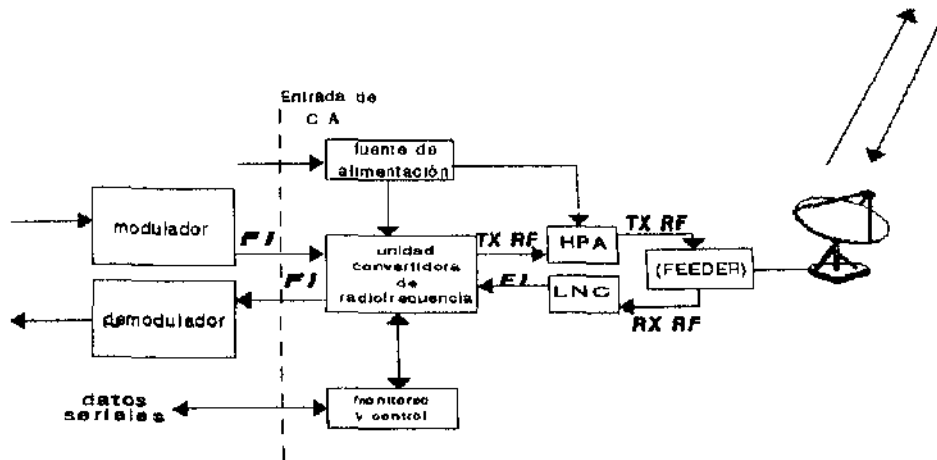 Entrada de
C A
fuente de
alimentación
modulador
FI
unidad
convertidora
de
radiofrecuencia
TX RF
HPA
TX RF
(FEEDER)
FI
FI
LNC
RX RF
demodulador
datos
seriales
monitoreo
y control